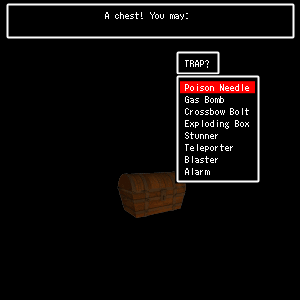 A chest! You may:
TRAP?
Poison Needle
Gas Bomb
Crossbow Bolt
Exploding Box
Stunner
Teleporter
Blaster
Alarm